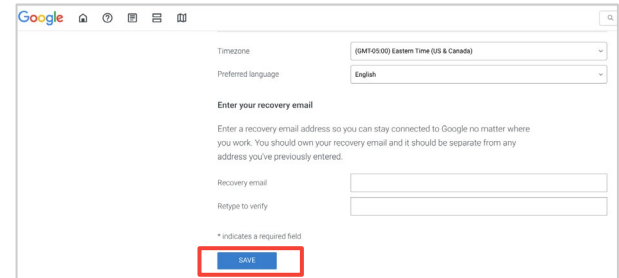 Google
Timezone
(GMT-05:00) Eastern Time (US & Canada)
Preferred language
English
Enter your recovery email
Enter a recovery email address so you can stay connected to Google no matter where
you work. You should own your recovery email and it should be separate from any
address you've previously entered.
Recovery email
Retype to verify
* indicates a required field
SAVE